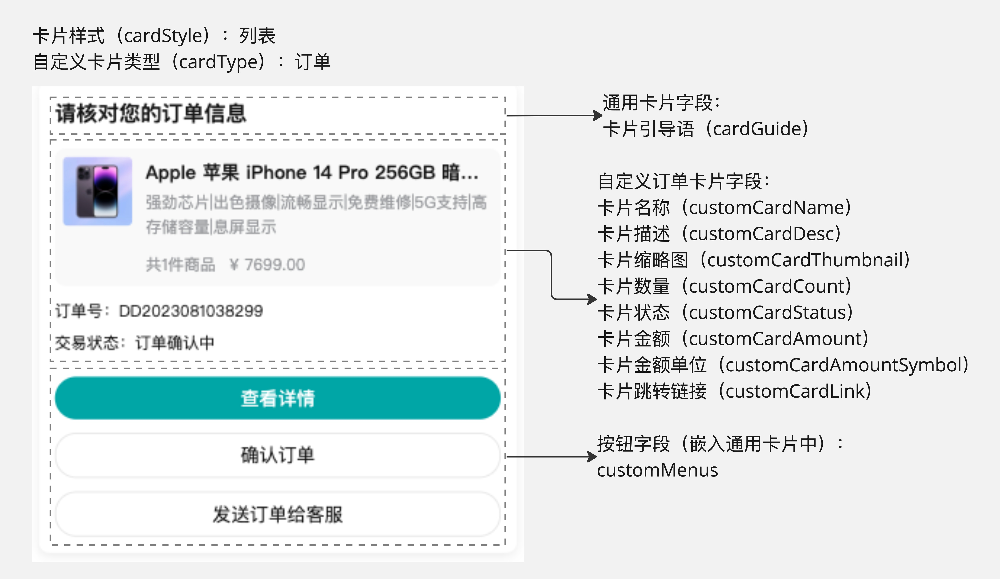 卡片样式（cardStyle）：列表
自定义卡片类型（cardType）：订单
请核对您的订单信息
Apple 苹果 iPhone 14 Pro 256GB 暗...
强劲芯片|出色摄像|流畅显示|免费维修|5G支持|高
存储容量|息屏显示
共1件商品 ¥ 7699.00
订单号：DD2023081038299
交易状态：订单确认中
查看详情
确认订单
发送订单给客服
通用卡片字段：
卡片引导语（cardGuide）
自定义订单卡片字段：
卡片名称（customCardName）
卡片描述（customCardDesc）
卡片缩略图（customCardThumbnail）
卡片数量（customCardCount）
卡片状态（customCardStatus）
卡片金额（customCardAmount）
卡片金额单位（customCardAmountSymbol）
卡片跳转链接（customCardLink）
按钮字段（嵌入通用卡片中）：
customMenus